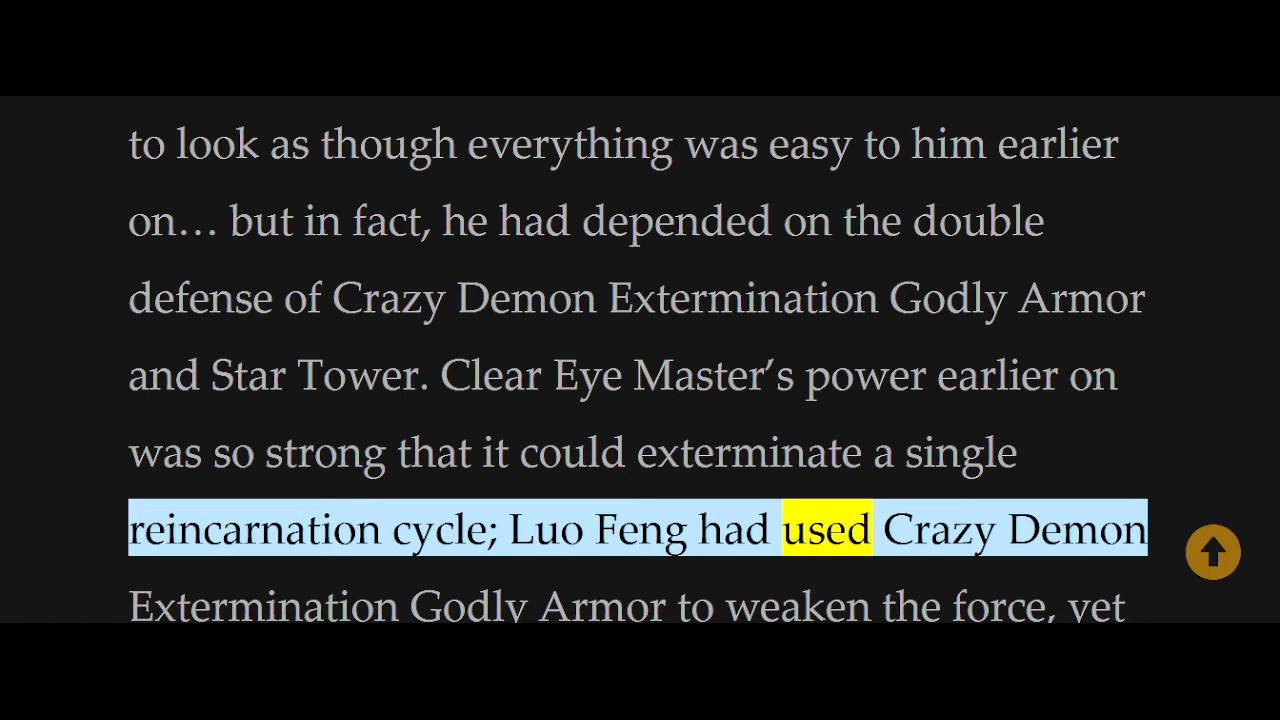 to look as though everything was easy to him earlier
on… but in fact, he had depended on the double
defense of Crazy Demon Extermination Godly Armor
and Star Tower. Clear Eye Master’s power earlier on
was so strong that it could exterminate a single
reincarnation cycle; Luo Feng had used Crazy Demon
Extermination Godly Armor to weaken the force, yet